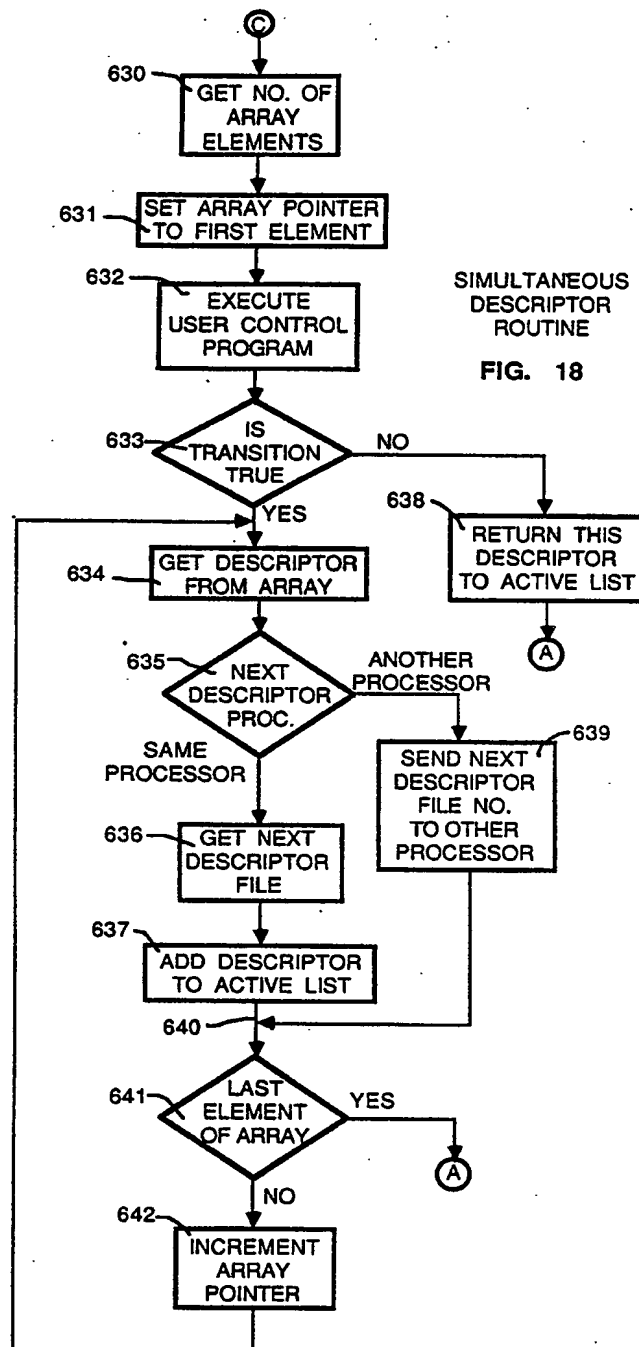 C
630
GET NO. OF
ARRAY
ELEMENTS
631
SET ARRAY POINTER
TO FIRST ELEMENT
632
EXECUTE
USER CONTROL
PROGRAM
SIMULTANEOUS
DESCRIPTOR
ROUTINE
FIG. 18
633
IS
TRANSITION
TRUE
NO
YES
638
RETURN THIS
DESCRIPTOR
TO ACTIVE LIST
A
634
GET DESCRIPTOR
FROM ARRAY
635
NEXT
DESCRIPTOR
PROC.
ANOTHER
PROCESSOR
SAME
PROCESSOR
639
SEND NEXT
DESCRIPTOR
FILE NO.
TO OTHER
PROCESSOR
636
GET NEXT
DESCRIPTOR
FILE
637
ADD DESCRIPTOR
TO ACTIVE LIST
640
641
LAST
ELEMENT
OF ARRAY
YES
A
NO
642
INCREMENT
ARRAY
POINTER